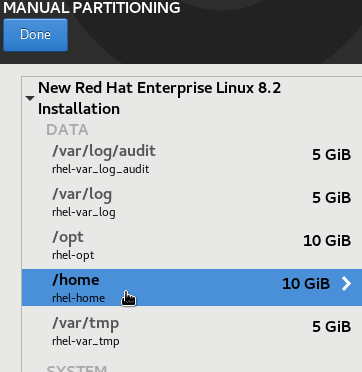 MANUAL PARTITIONING
Done
New Red Hat Enterprise Linux 8.2
Installation
DATA
/var/log/audit 5 GiB
rhel-var_log_audit
/var/log 5 GiB
rhel-var_log
/opt 10 GiB
rhel-opt
/home 10 GiB
rhel-home
/var/tmp 5 GiB
rhel-var_tmp
SYSTEM